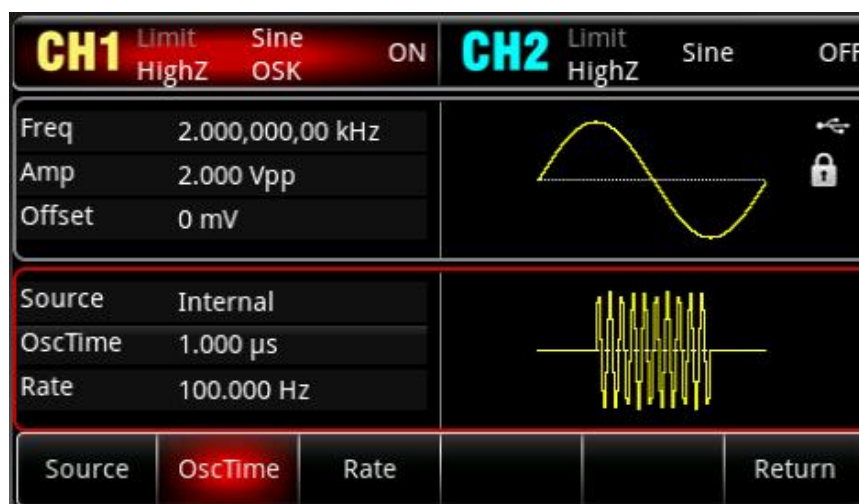 CH1 Limit Sine ON CH2 Limit Sine OFF
HighZ OSK HighZ
Freq 2.000,000,00 kHz
Amp 2.000 Vpp
Offset 0 mV
Source Internal
OscTime 1.000 µs
Rate 100.000 Hz
Source OscTime Rate Return